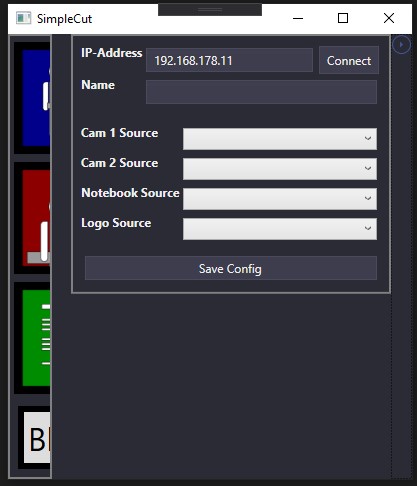 SimpleCut
IP-Address 192.168.178.11 Connect
Name
Cam 1 Source
Cam 2 Source
Notebook Source
Logo Source
Save Config